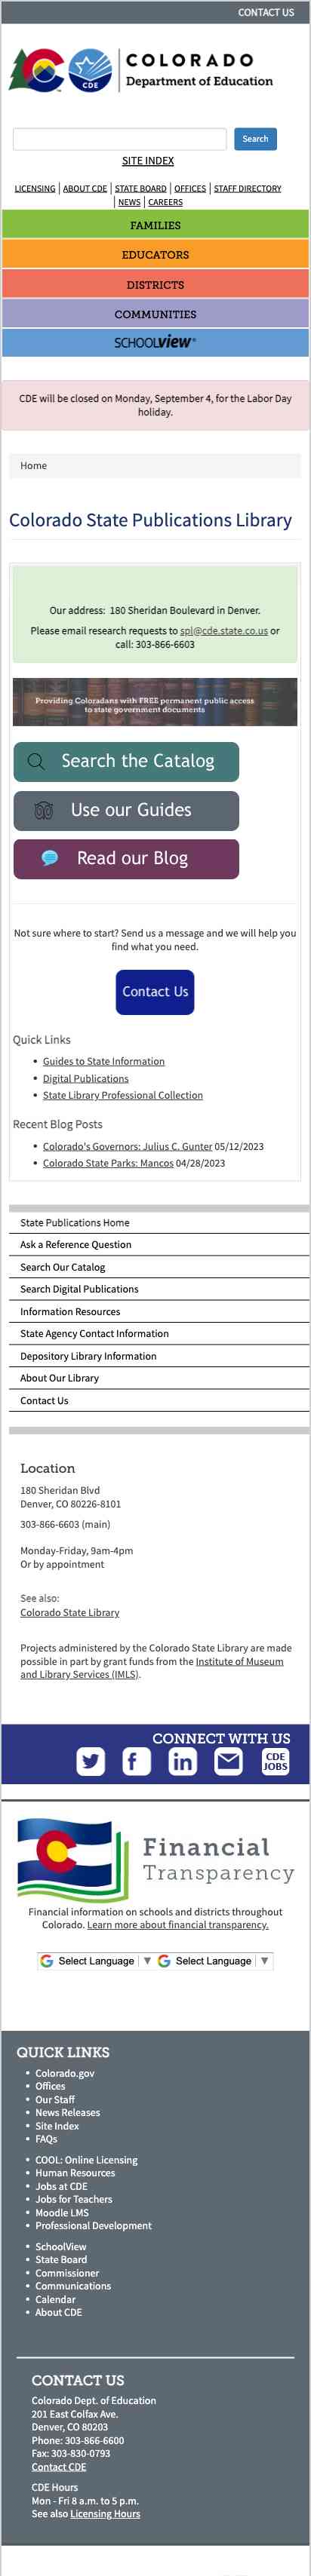 CONTACT US
COLORADO
Department of Education
CDE
Search
SITE INDEX
LICENSING | ABOUT CDE | STATE BOARD | OFFICES | STAFF DIRECTORY
| NEWS | CAREERS
FAMILIES
EDUCATORS
DISTRICTS
COMMUNITIES
SCHOOLVIEW®
CDE will be closed on Monday, September 4, for the Labor Day
holiday.
Home
Colorado State Publications Library
Our address: 180 Sheridan Boulevard in Denver.
Please email research requests to spl@cde.state.co.us or
call: 303-866-6603
Providing Coloradans with FREE permanent public access
to state government documents
Search the Catalog
Use our Guides
Read our Blog
Not sure where to start? Send us a message and we will help you
find what you need.
Contact Us
Quick Links
• Guides to State Information
• Digital Publications
• State Library Professional Collection
Recent Blog Posts
• Colorado's Governors: Julius C. Gunter 05/12/2023
• Colorado State Parks: Mancos 04/28/2023
State Publications Home
Ask a Reference Question
Search Our Catalog
Search Digital Publications
Information Resources
State Agency Contact Information
Depository Library Information
About Our Library
Contact Us
Location
180 Sheridan Blvd
Denver, CO 80226-8101
303-866-6603 (main)
Monday-Friday, 9am-4pm
Or by appointment
See also:
Colorado State Library
Projects administered by the Colorado State Library are made
possible in part by grant funds from the Institute of Museum
and Library Services (IMLS).
CONNECT WITH US
CDE
JOBS
Financial
Transparency
Financial information on schools and districts throughout
Colorado. Learn more about financial transparency.
Select Language ▼ Select Language ▼
QUICK LINKS
• Colorado.gov
• Offices
• Our Staff
• News Releases
• Site Index
• FAQs
• COOL: Online Licensing
• Human Resources
• Jobs at CDE
• Jobs for Teachers
• Moodle LMS
• Professional Development
• SchoolView
• State Board
• Commissioner
• Communications
• Calendar
• About CDE
CONTACT US
Colorado Dept. of Education
201 East Colfax Ave.
Denver, CO 80203
Phone: 303-866-6600
Fax: 303-830-0793
Contact CDE
CDE Hours
Mon - Fri 8 a.m. to 5 p.m.
See also Licensing Hours